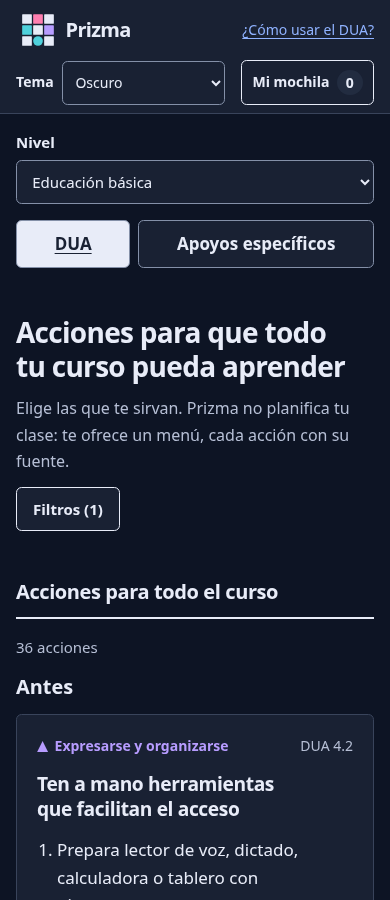 Prizma
¿Cómo usar el DUA?
Tema
Oscuro
Mi mochila 0
Nivel
Educación básica
DUA
Apoyos específicos
Acciones para que todo
tu curso pueda aprender
Elige las que te sirvan. Prizma no planifica tu
clase: te ofrece un menú, cada acción con su
fuente.
Filtros (1)
Acciones para todo el curso
36 acciones
Antes
Expresarse y organizarse
DUA 4.2
Ten a mano herramientas
que facilitan el acceso
1. Prepara lector de voz, dictado,
calculadora o tablero con